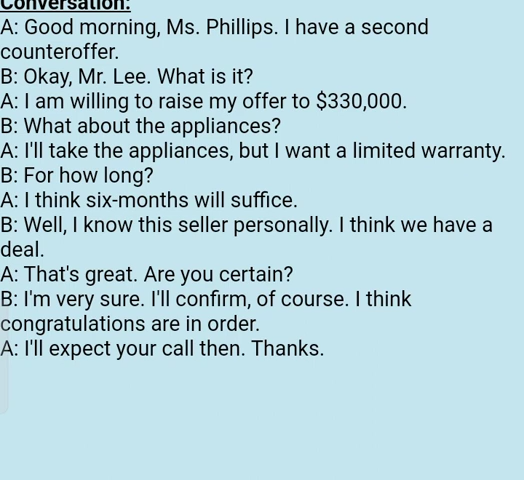 Conversation:
A: Good morning, Ms. Phillips. I have a second
counteroffer.
B: Okay, Mr. Lee. What is it?
A: I am willing to raise my offer to $330,000.
B: What about the appliances?
A: I'll take the appliances, but I want a limited warranty.
B: For how long?
A: I think six-months will suffice.
B: Well, I know this seller personally. I think we have a
deal.
A: That's great. Are you certain?
B: I'm very sure. I'll confirm, of course. I think
congratulations are in order.
A: I'll expect your call then. Thanks.